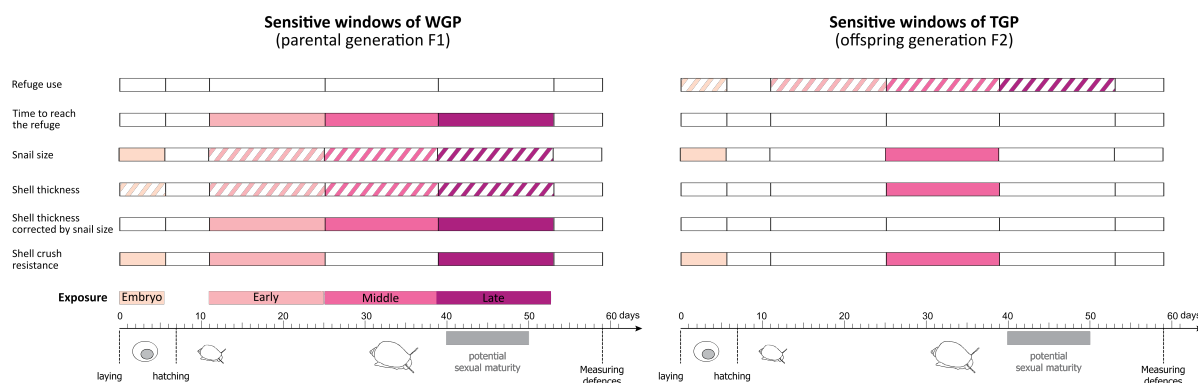 Sensitive windows of WGP
(parental generation F1)
Sensitive windows of TGP
(offspring generation F2)
Refuge use
Time to reach
the refuge
Snail size
Shell thickness
Shell thickness
corrected by snail size
Shell crush
resistance
Exposure
Embryo
Early
Middle
Late
0 10 20 30 40 50 60 days
laying
hatching
potential
sexual maturity
Measuring
defences
0 10 20 30 40 50 60 days
laying
hatching
potential
sexual maturity
Measuring
defences